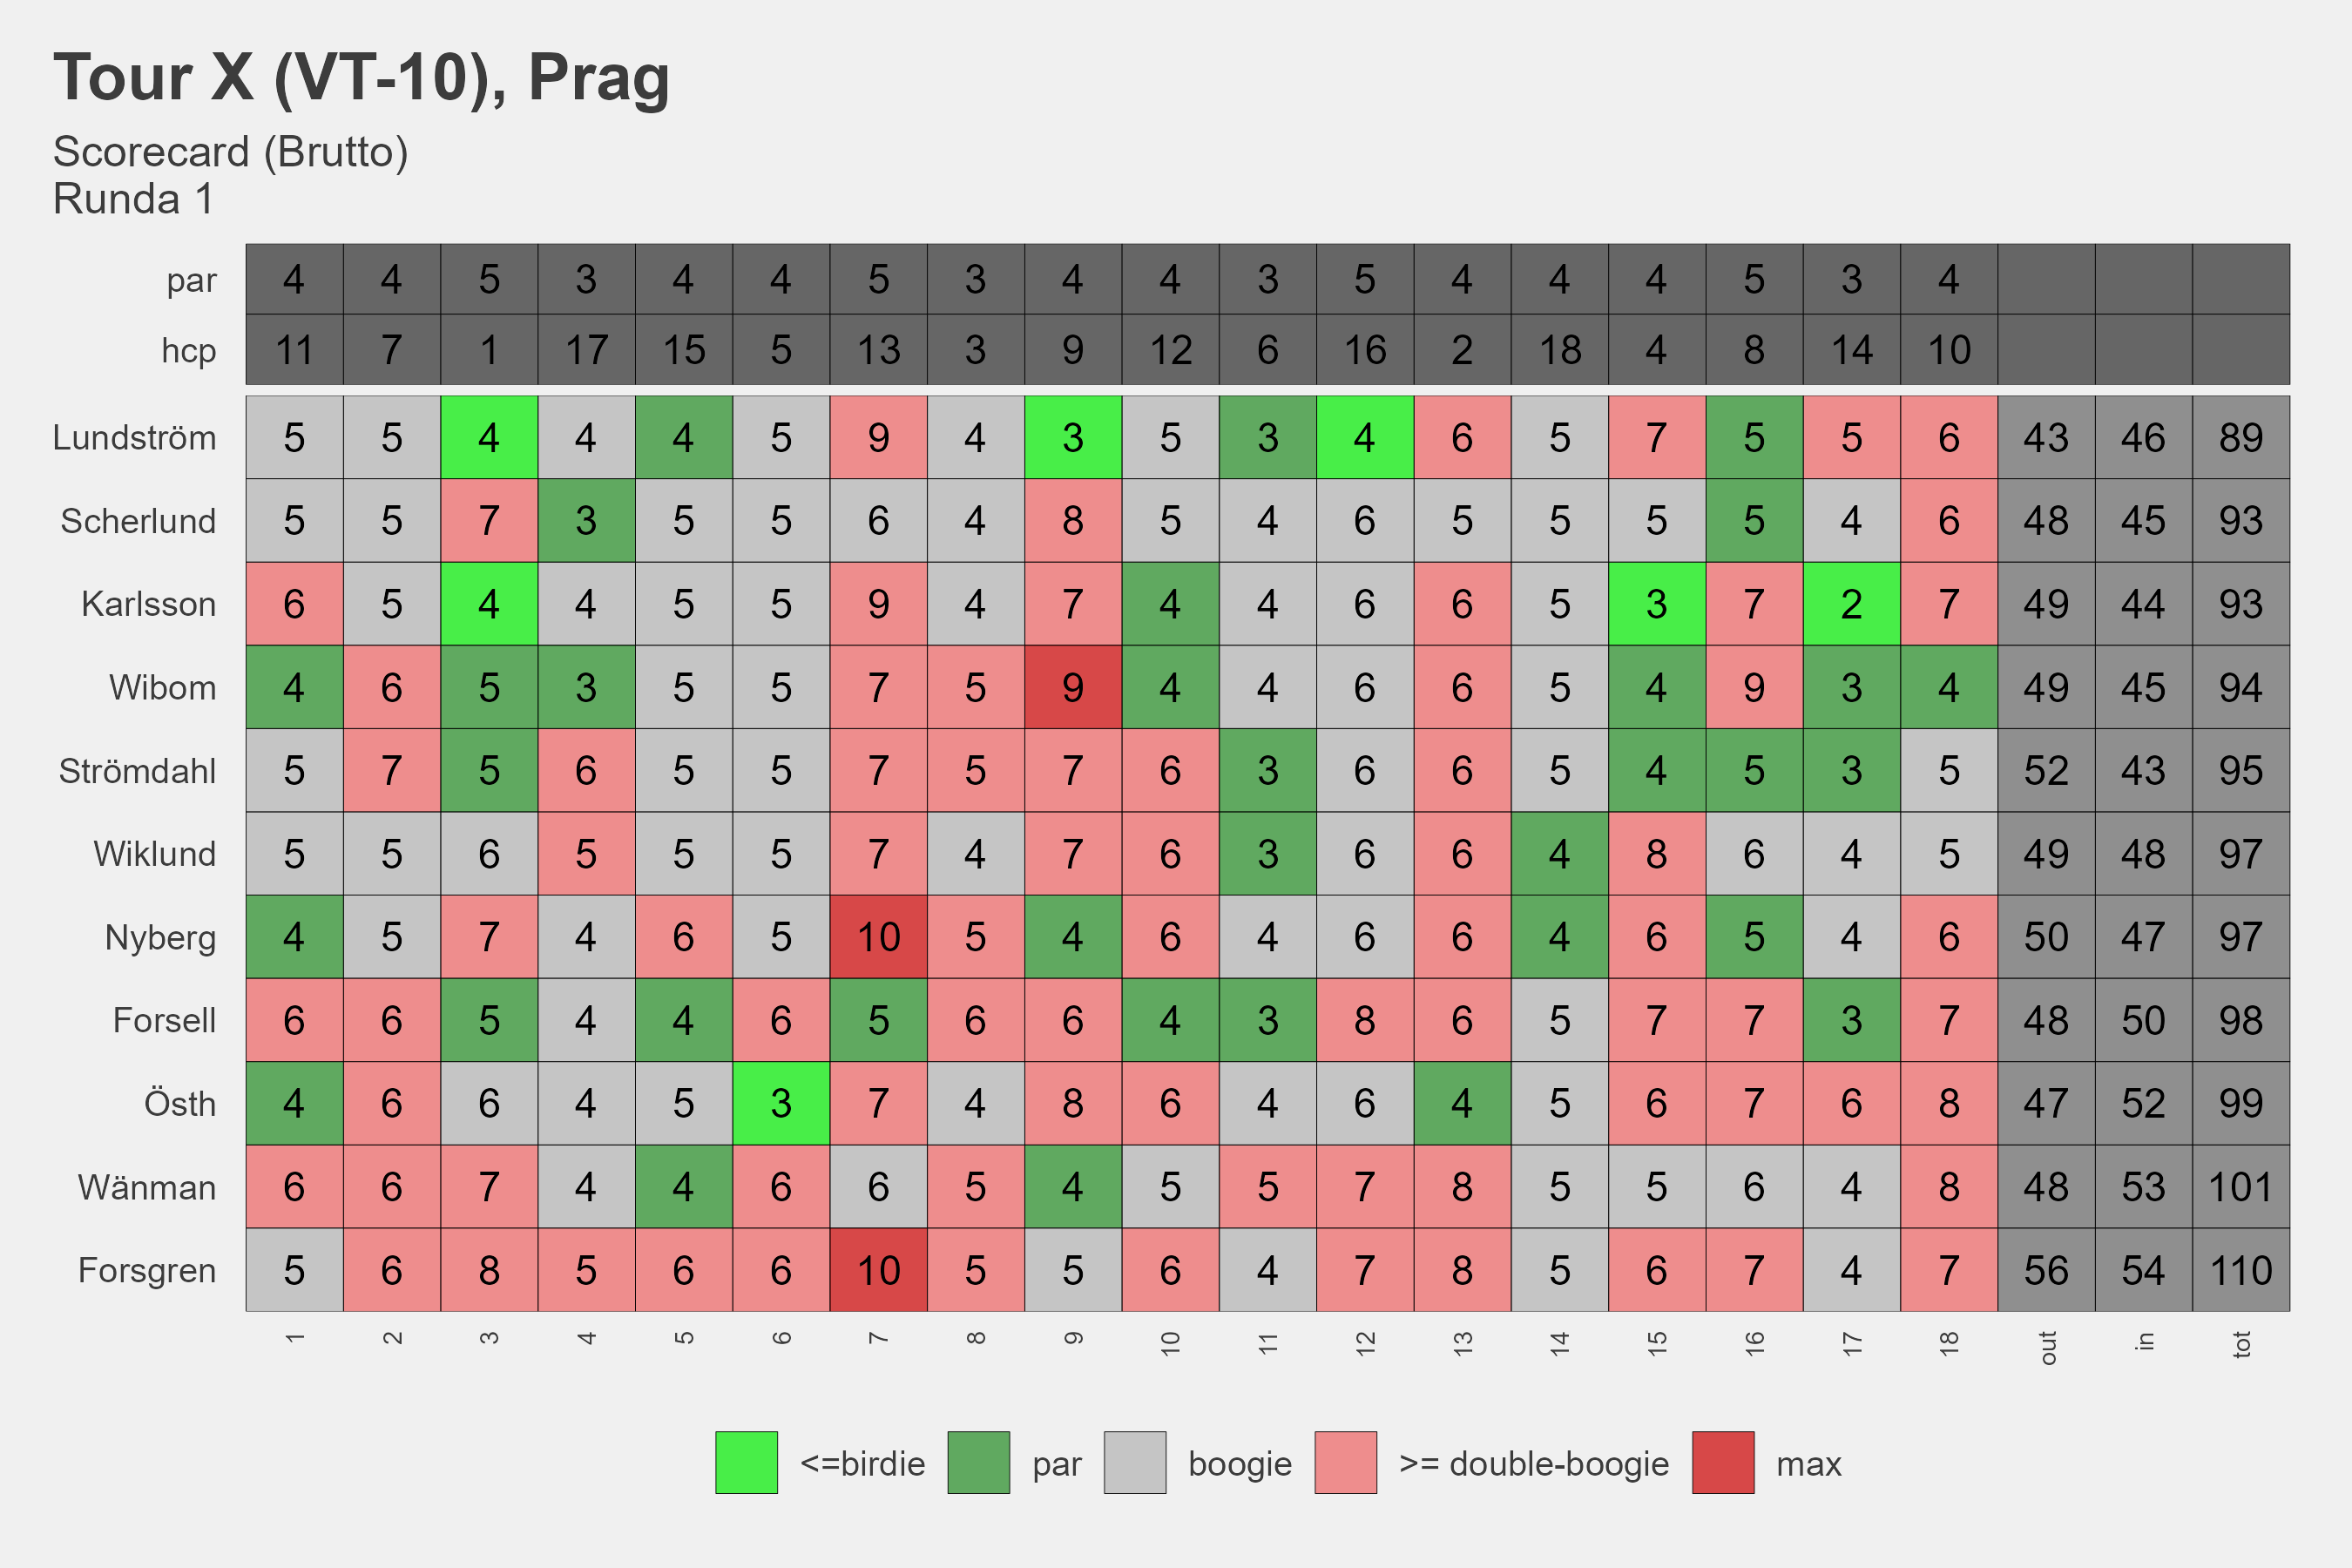 Tour X (VT-10), Prag
Scorecard (Brutto)
Runda 1
par 4 4 5 3 4 4 5 3 4 4 3 5 4 4 4 5 3 4
hcp 11 7 1 17 15 5 13 3 9 12 6 16 2 18 4 8 14 10
Lundström 5 5 4 4 4 5 9 4 3 5 3 4 6 5 7 5 5 6 43 46 89
Scherlund 5 5 7 3 5 5 6 4 8 5 4 6 5 5 5 5 4 6 48 45 93
Karlsson 6 5 4 4 5 5 9 4 7 4 4 6 6 5 3 7 2 7 49 44 93
Wibom 4 6 5 3 5 5 7 5 9 4 4 6 6 5 4 9 3 4 49 45 94
Strömdahl 5 7 5 6 5 5 7 5 7 6 3 6 6 5 4 5 3 5 52 43 95
Wiklund 5 5 6 5 5 5 7 4 7 6 3 6 6 4 8 6 4 5 49 48 97
Nyberg 4 5 7 4 6 5 10 5 4 6 4 6 6 4 6 5 4 6 50 47 97
Forsell 6 6 5 4 4 6 5 6 6 4 3 8 6 5 7 7 3 7 48 50 98
Östh 4 6 6 4 5 3 7 4 8 6 4 6 4 5 6 7 6 8 47 52 99
Wänman 6 6 7 4 4 6 6 5 4 5 5 7 8 5 5 6 4 8 48 53 101
Forsgren 5 6 8 5 6 6 10 5 5 6 4 7 8 5 6 7 4 7 56 54 110
1 2 3 4 5 6 7 8 9 10 11 12 13 14 15 16 17 18 out in tot
<=birdie par boogie >= double-boogie max